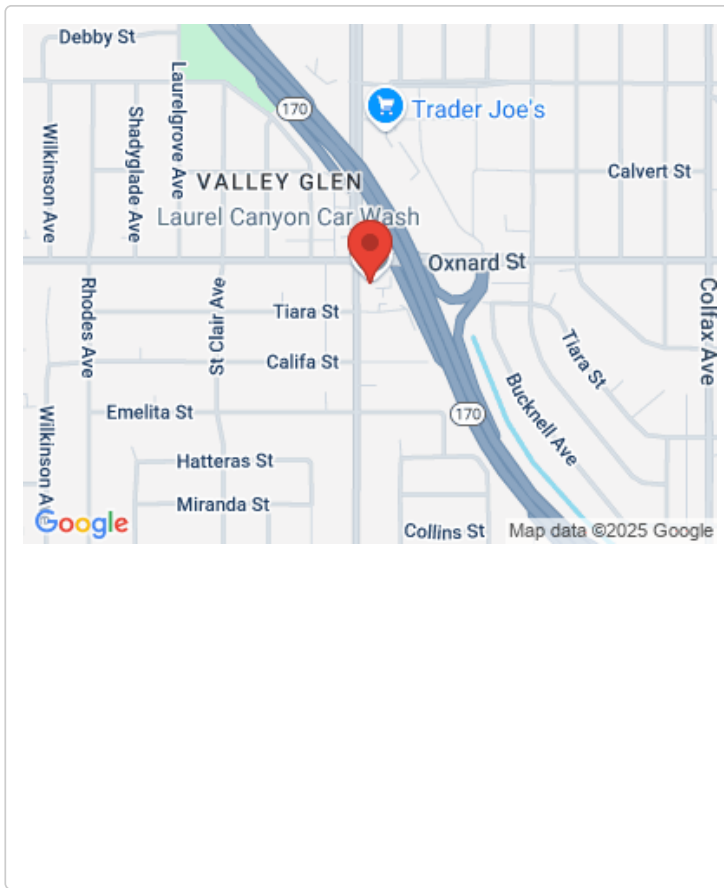 Debby St
Laurelgrove Ave
170
Trader Joe's
Wilkinson Ave
Shadyglade Ave
Calvert St
VALLEY GLEN
Laurel Canyon Car Wash
Oxnard St
Rhodes Ave
St Clair Ave
Colfax Ave
Tiara St
Tiara St
Califa St
Bucknell Ave
Wilkinson Ave
Emelita St
170
Hatteras St
Miranda St
Google
Collins St
Map data ©2025 Google